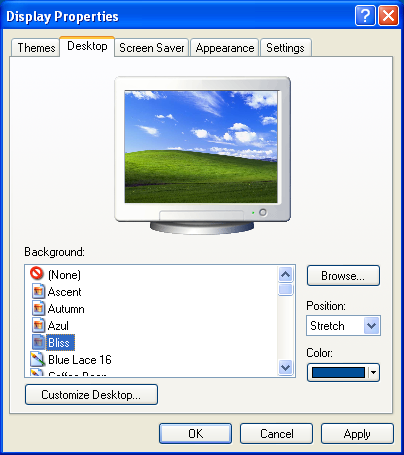 Display Properties
Themes Desktop Screen Saver Appearance Settings
Background:
(None)
Ascent
Autumn
Azul
Bliss
Blue Lace 16
Browse...
Position:
Stretch
Color:
Customize Desktop...
OK Cancel Apply